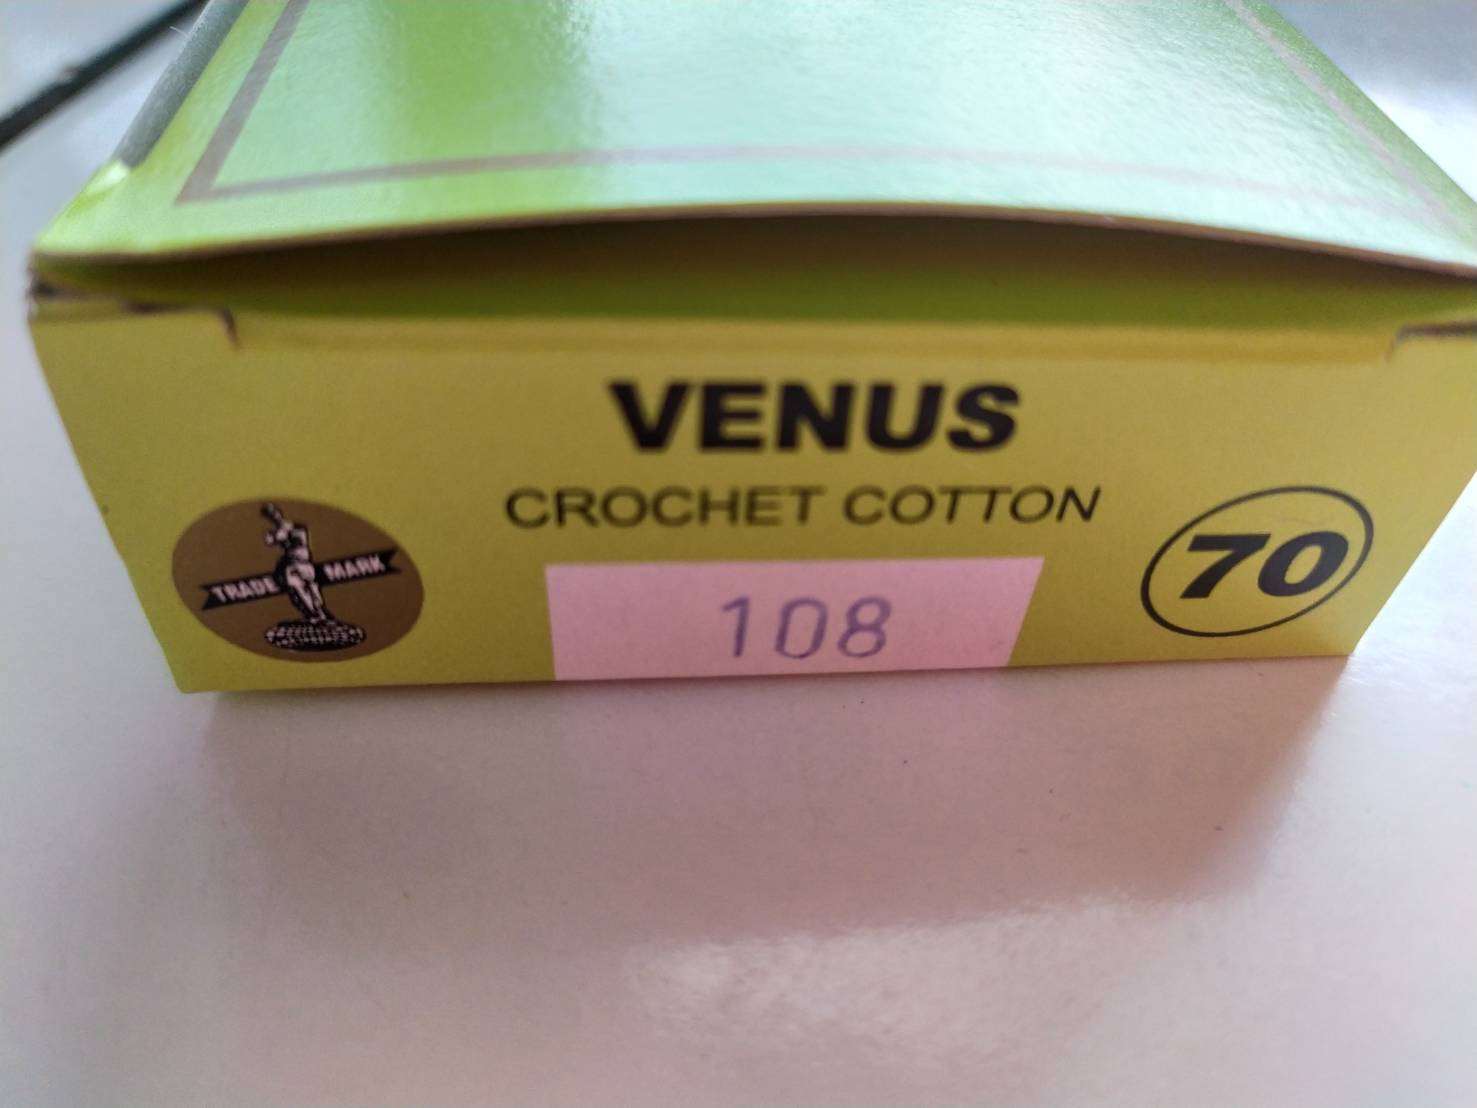 VENUS
CROCHET COTTON
TRADE MARK
108
70